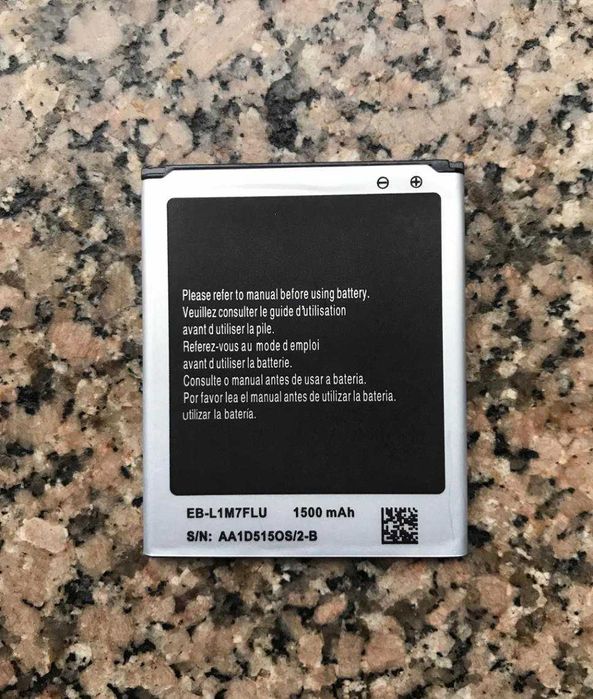 ⊖ ⊕
Please refer to manual before using battery.
Veuillez consulter le guide d'utilisation
avant d utiliser la pile.
Referez-vous au mode d emploi
avant d utiliser la batterie.
Consulte o manual antes de usar a bateria.
Por favor lea el manual antes de utilizar la bateria.
utilizar la bateria.
EB-L1M7FLU 1500 mAh
S/N: AA1D515OS/2-B